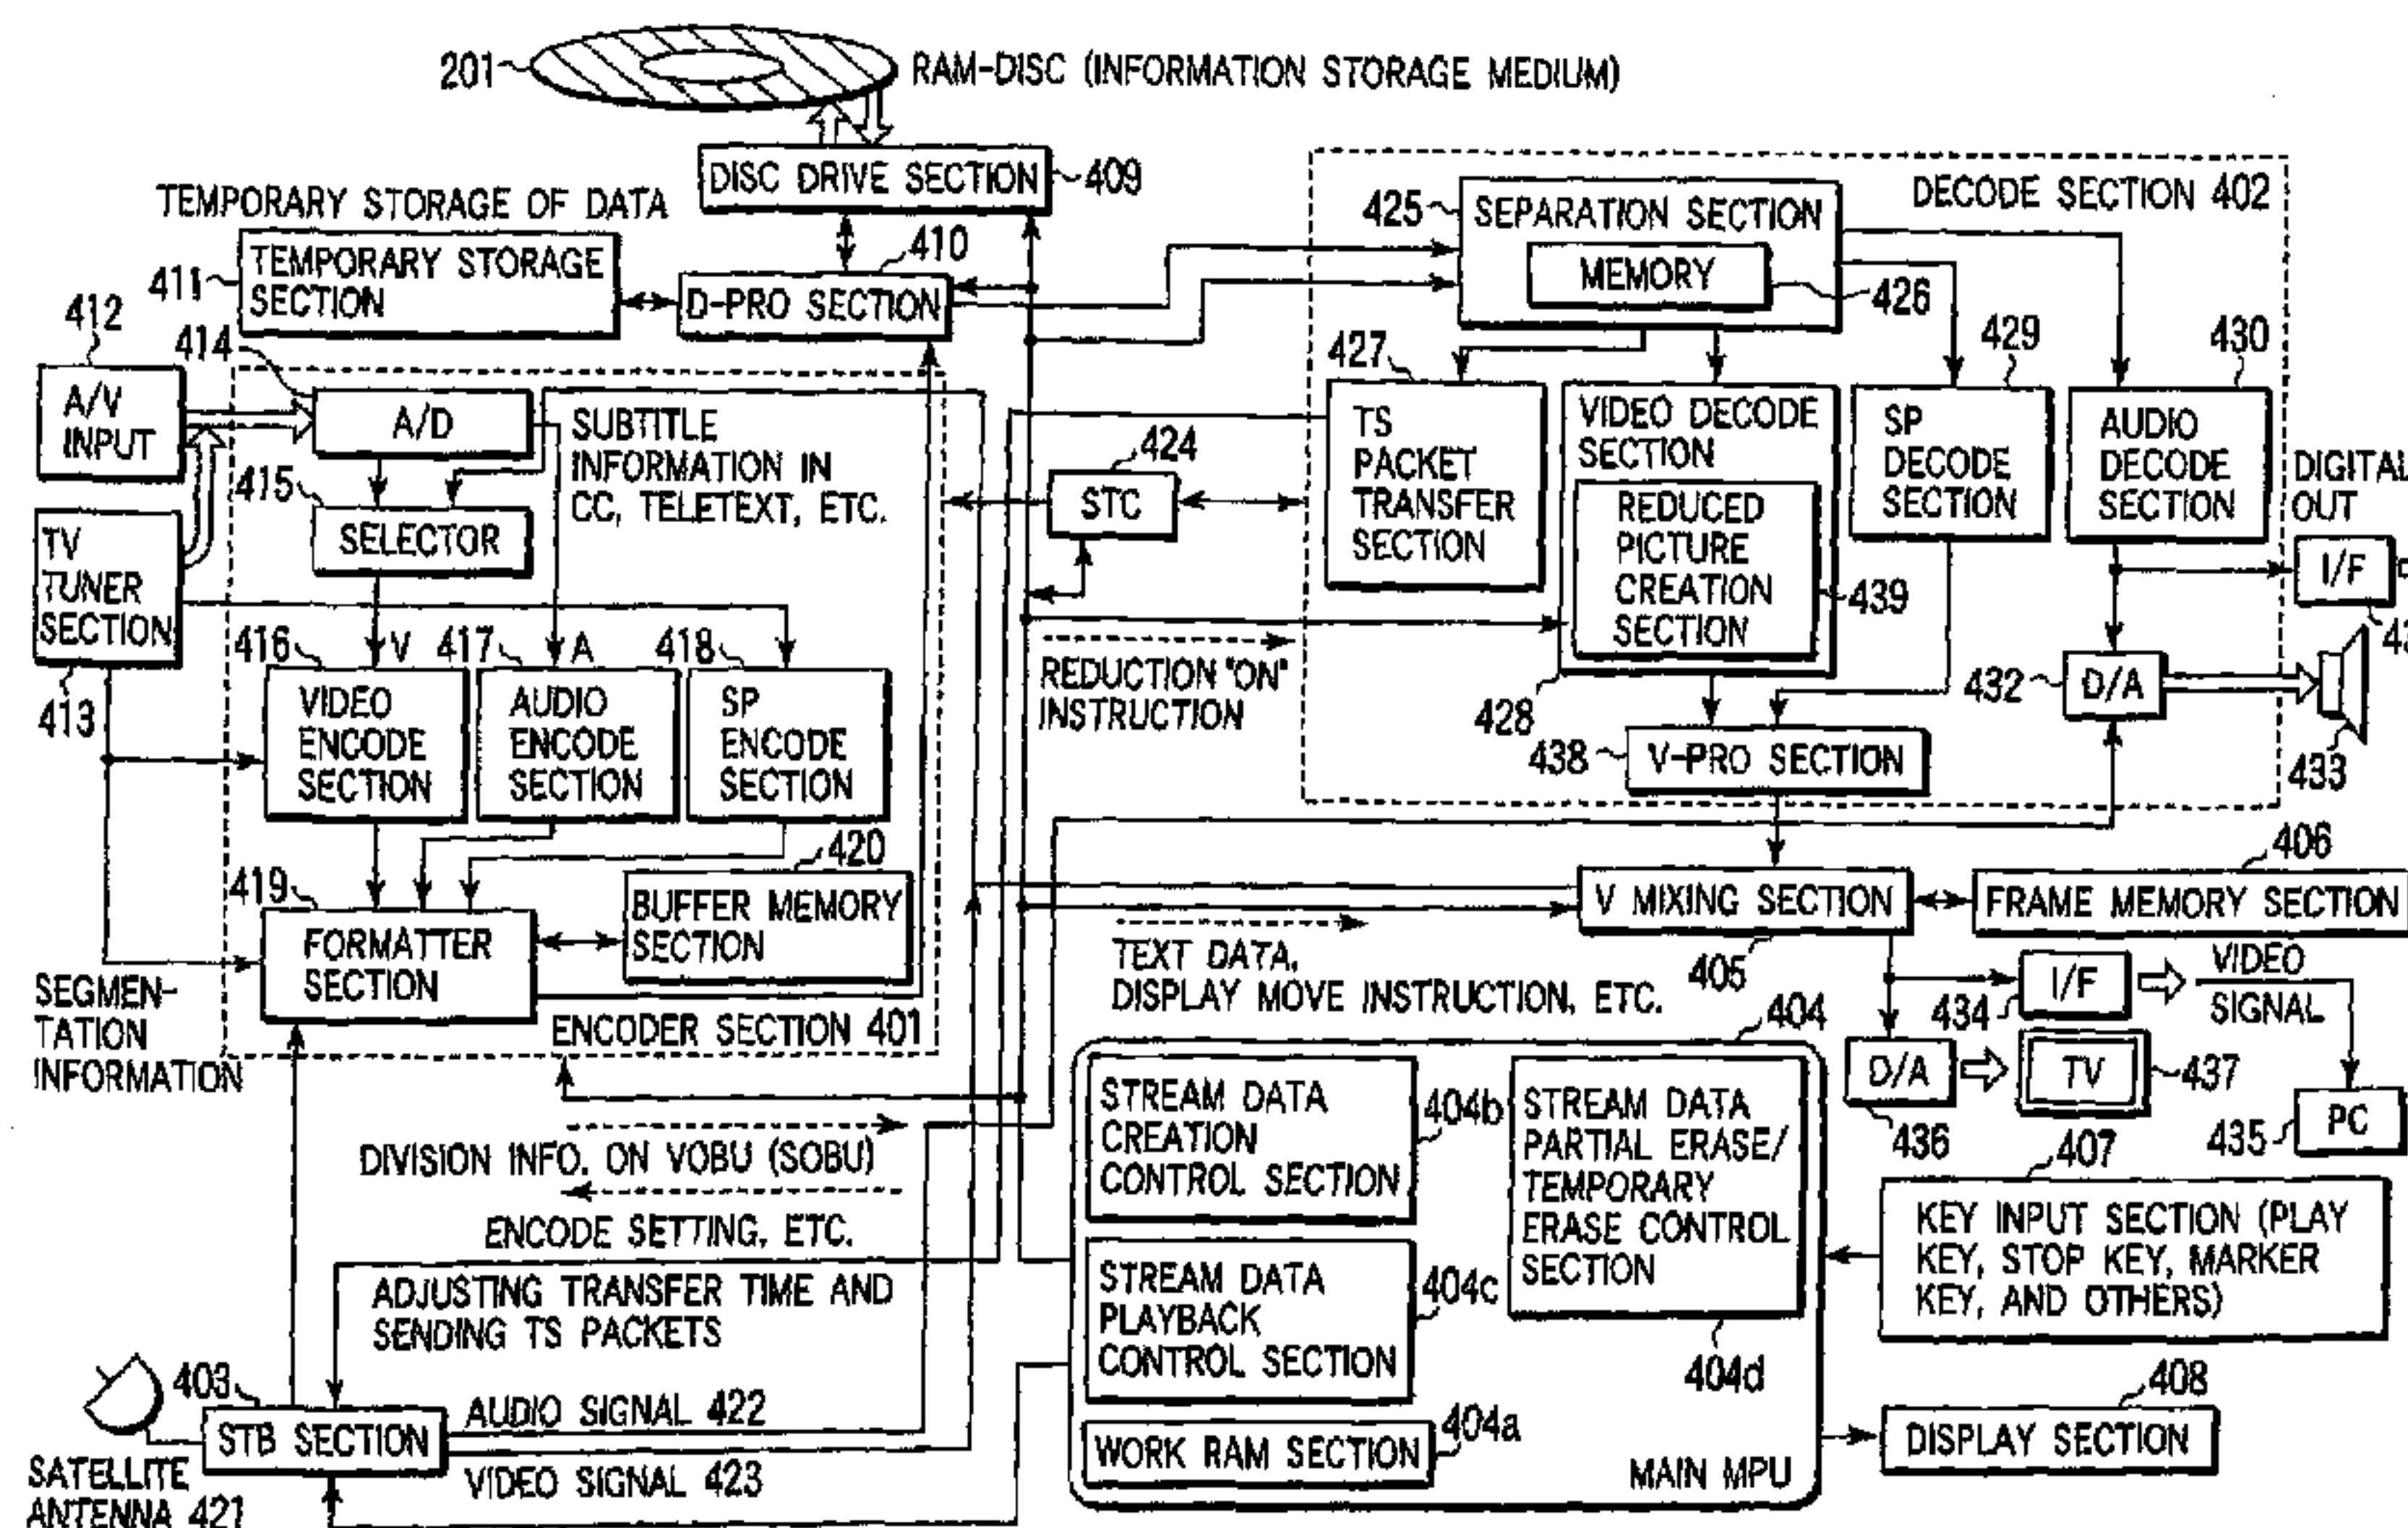 201
RAM-DISC (INFORMATION STORAGE MEDIUM)
DISC DRIVE SECTION
409
TEMPORARY STORAGE OF DATA
411
TEMPORARY STORAGE
SECTION
410
D-PRO SECTION
412
A/V
INPUT
414
A/D
SUBTITLE
INFORMATION IN
CC, TELETEXT, ETC.
415
SELECTOR
TV
TUNER
SECTION
413
416
V
417
A
418
VIDEO
ENCODE
SECTION
AUDIO
ENCODE
SECTION
SP
ENCODE
SECTION
419
FORMATTER
SECTION
420
BUFFER MEMORY
SECTION
SEGMEN-
TATION
INFORMATION
ENCODER SECTION 401
DIVISION INFO. ON VOBU (SOBU)
ENCODE SETTING, ETC.
ADJUSTING TRANSFER TIME AND
SENDING TS PACKETS
403
STB SECTION
AUDIO SIGNAL 422
VIDEO SIGNAL 423
SATELLITE
ANTENNA 421
424
STC
REDUCTION "ON"
INSTRUCTION
DECODE SECTION 402
425
SEPARATION SECTION
MEMORY
426
427
TS
PACKET
TRANSFER
SECTION
VIDEO DECODE
SECTION
REDUCED
PICTURE
CREATION
SECTION
439
428
429
SP
DECODE
SECTION
430
AUDIO
DECODE
SECTION
DIGITAL
OUT
I/F
432
D/A
433
438
V-PRO SECTION
V MIXING SECTION
405
406
FRAME MEMORY SECTION
TEXT DATA,
DISPLAY MOVE INSTRUCTION, ETC.
434
I/F
VIDEO
SIGNAL
D/A
436
TV
437
435
PC
404
STREAM DATA
CREATION
CONTROL SECTION
404b
STREAM DATA
PLAYBACK
CONTROL SECTION
404c
WORK RAM SECTION
404a
STREAM DATA
PARTIAL ERASE/
TEMPORARY
ERASE CONTROL
SECTION
404d
MAIN MPU
407
KEY INPUT SECTION (PLAY
KEY, STOP KEY, MARKER
KEY, AND OTHERS)
408
DISPLAY SECTION